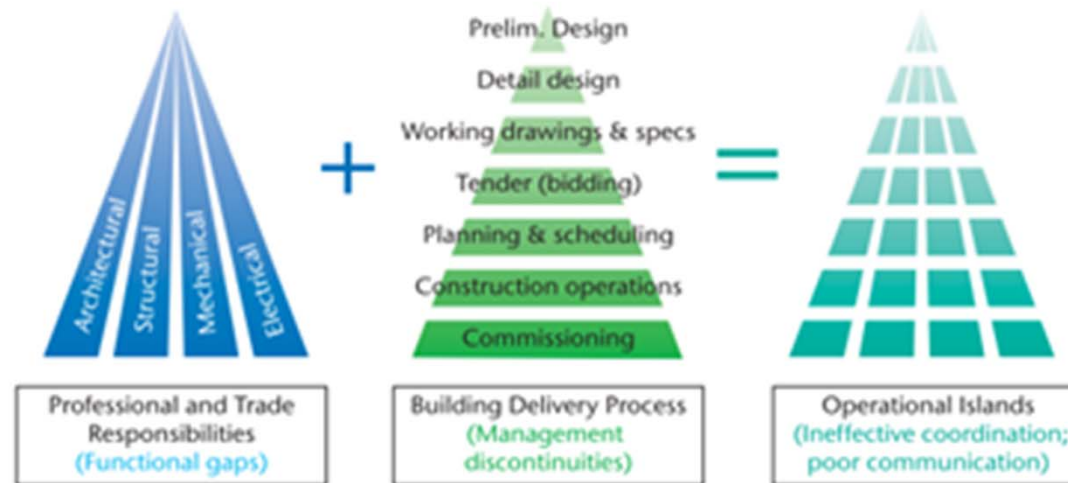 Architectural
Structural
Mechanical
Electrical
+
Prelim. Design
Detail design
Working drawings & specs
Tender (bidding)
Planning & scheduling
Construction operations
Commissioning
=
Professional and Trade
Responsibilities
(Functional gaps)
Building Delivery Process
(Management
discontinuities)
Operational Islands
(Ineffective coordination;
poor communication)